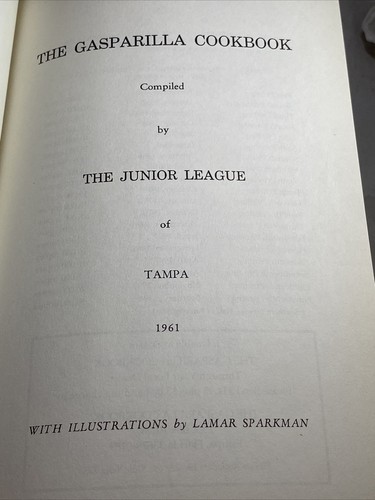 THE GASPARILLA COOKBOOK
Compiled
by
THE JUNIOR LEAGUE
of
TAMPA
1961
WITH ILLUSTRATIONS by LAMAR SPARKMAN